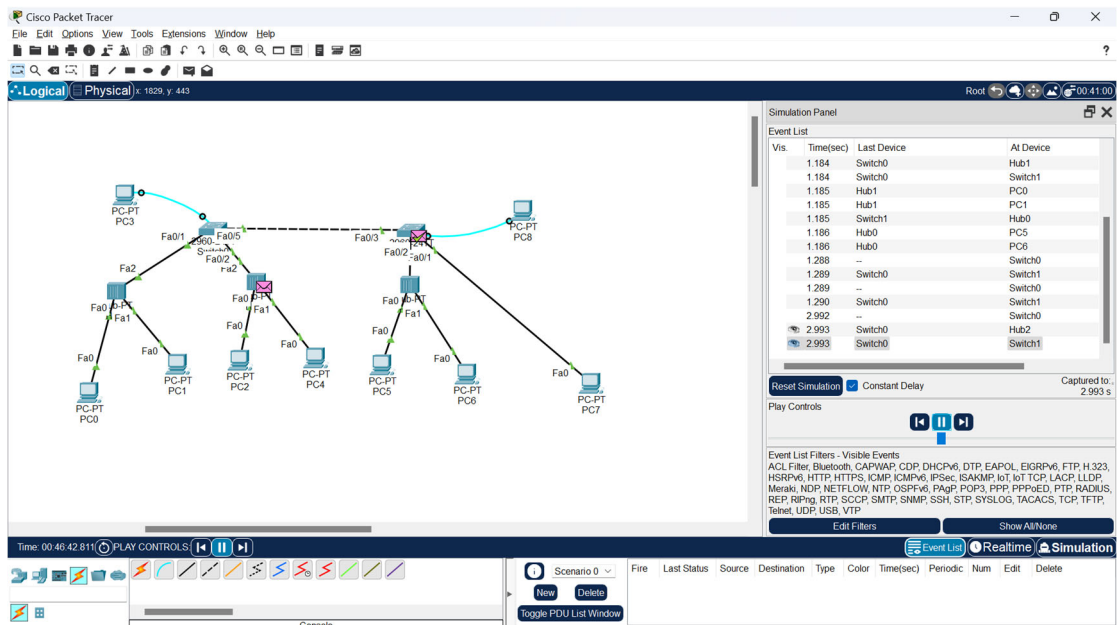 Cisco Packet Tracer
File Edit Options View Tools Extensions Window Help
?
Logical Physical x: 1829, y: 443
Root 00:41:00
PC-PT
PC3
PC-PT
PC8
Fa0/1
Fa0/5
Fa0/2
Fa2
Fa0/3
Fa0/2
Fa0/1
Fa2
Fa0
Fa1
Fa0
Fa1
Fa0
Fa1
Fa0
Fa0
Fa0
Fa0
Fa0
Fa0
Fa0
PC-PT
PC0
PC-PT
PC1
PC-PT
PC2
PC-PT
PC4
PC-PT
PC5
PC-PT
PC6
PC-PT
PC7
Simulation Panel
Event List
Vis. Time(sec) Last Device At Device
1.184 Switch0 Hub1
1.184 Switch0 Switch1
1.185 Hub1 PC0
1.185 Hub1 PC1
1.185 Switch1 Hub0
1.186 Hub0 PC5
1.186 Hub0 PC6
1.288 -- Switch0
1.289 Switch0 Switch1
1.289 -- Switch0
1.290 Switch0 Switch1
2.992 -- Switch0
2.993 Switch0 Hub2
2.993 Switch0 Switch1
Reset Simulation Constant Delay Captured to:
2.993 s
Play Controls
Event List Filters - Visible Events
ACL Filter, Bluetooth, CAPWAP, CDP, DHCPv6, DTP, EAPOL, EIGRPv6, FTP, H.323,
HSRPv6, HTTP, HTTPS, ICMP, ICMPv6, IPSec, ISAKMP, IoT, IoT TCP, LACP, LLDP,
Meraki, NDP, NETFLOW, NTP, OSPFv6, PAgP, POP3, PPP, PPPoED, PTP, RADIUS,
REP, RIPng, RTP, SCCP, SMTP, SNMP, SSH, STP, SYSLOG, TACACS, TCP, TFTP,
Telnet, UDP, USB, VTP
Edit Filters Show All/None
Time: 00:46:42.811 PLAY CONTROLS:
Event List Realtime Simulation
Scenario 0
New Delete
Toggle PDU List Window
Fire Last Status Source Destination Type Color Time(sec) Periodic Num Edit Delete